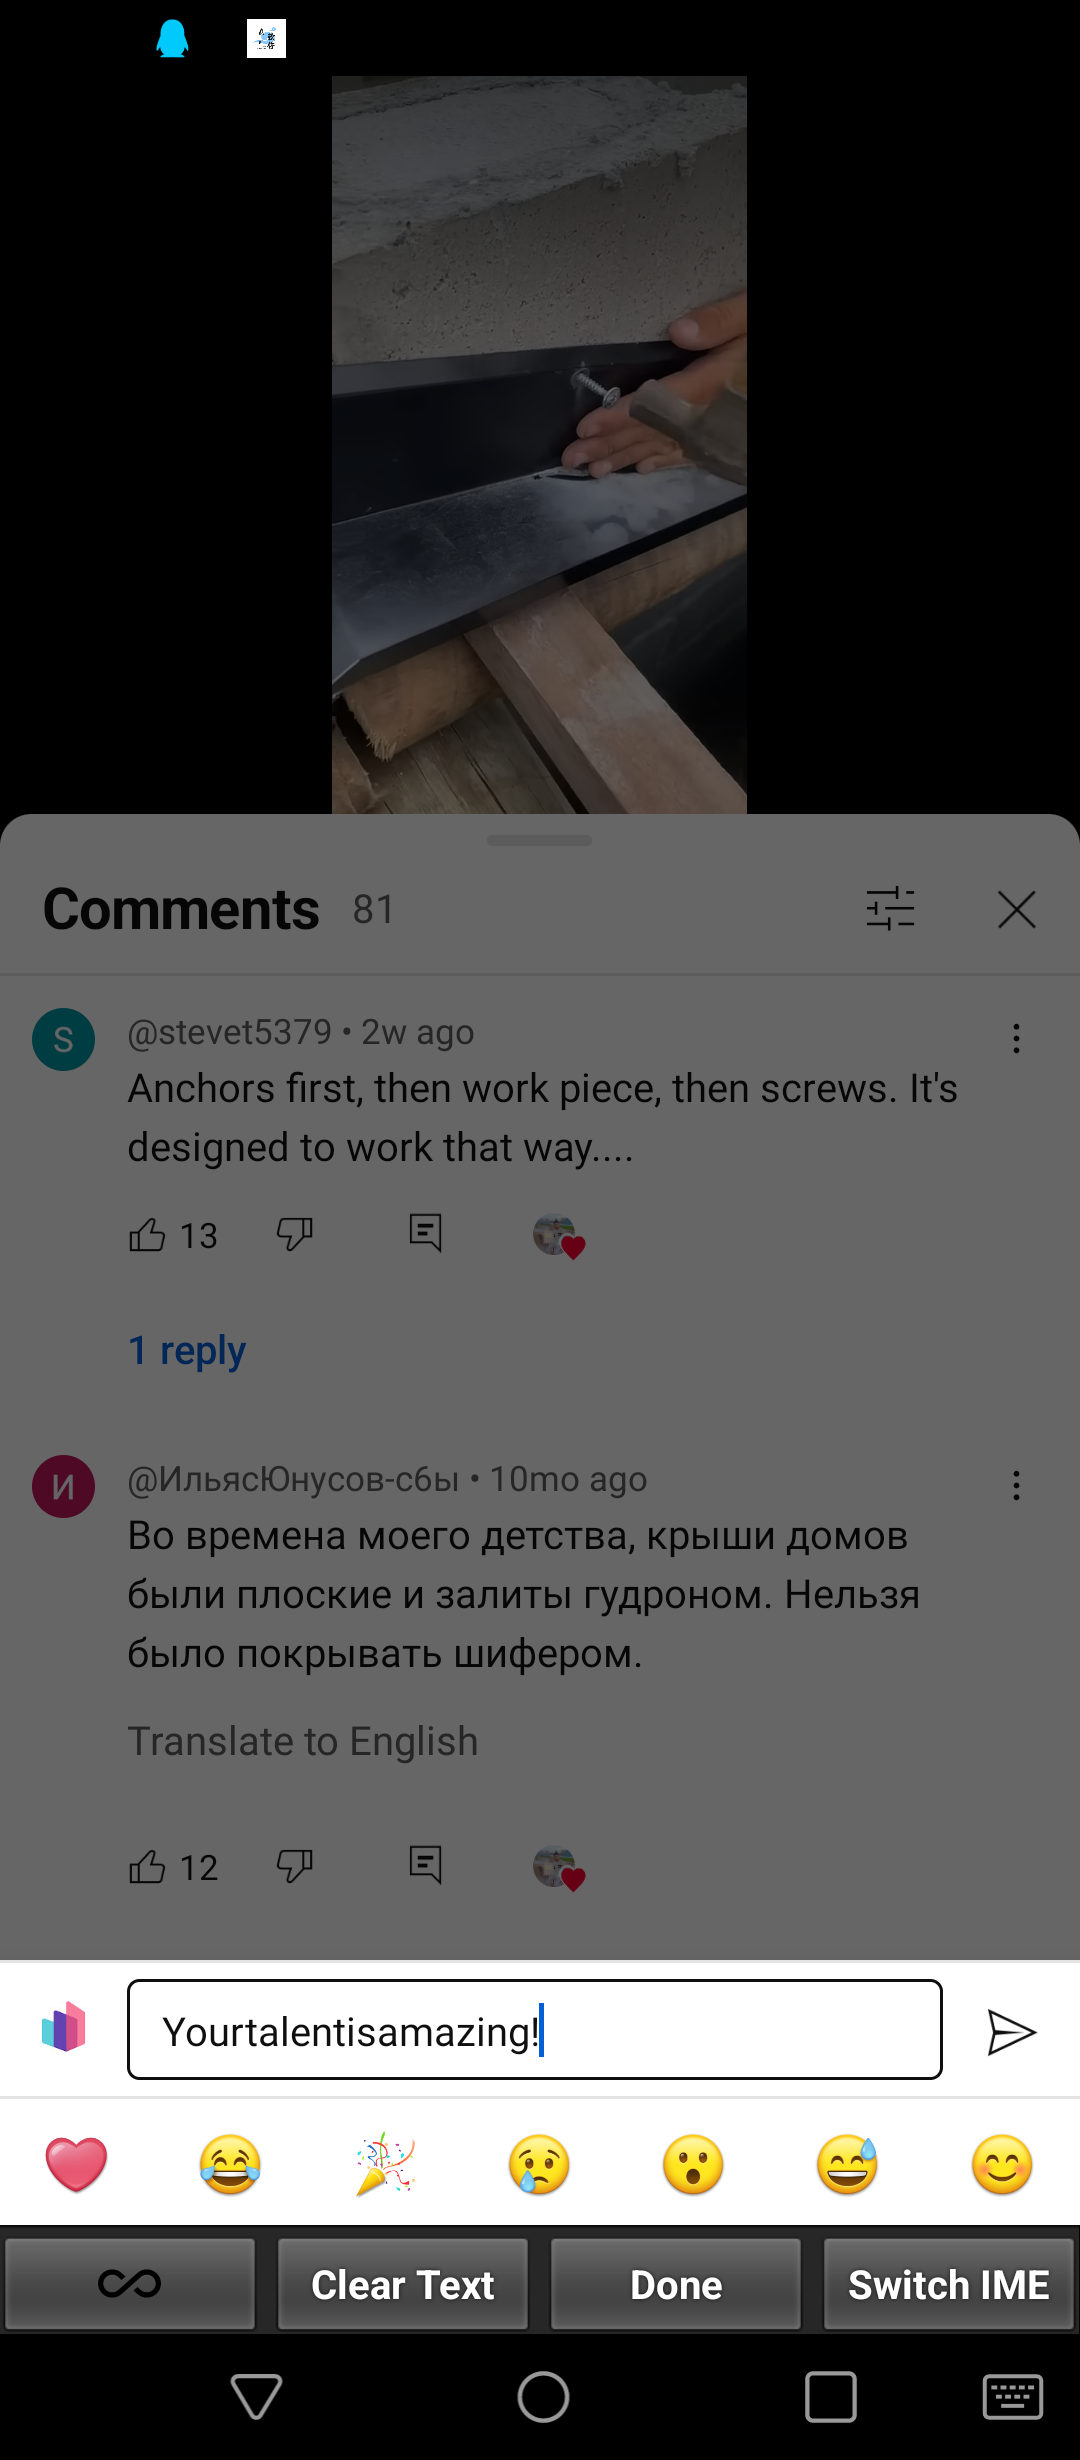 Comments 81
@stevet5379 • 2w ago
Anchors first, then work piece, then screws. It's
designed to work that way....
13
1 reply
S
@ИльясЮнусов-с6ы • 10mo ago
И
Во времена моего детства, крыши домов
были плоские и залиты гудроном. Нельзя
было покрывать шифером.
Translate to English
12
Yourtalentisamazing!
Clear Text
Done
Switch IME